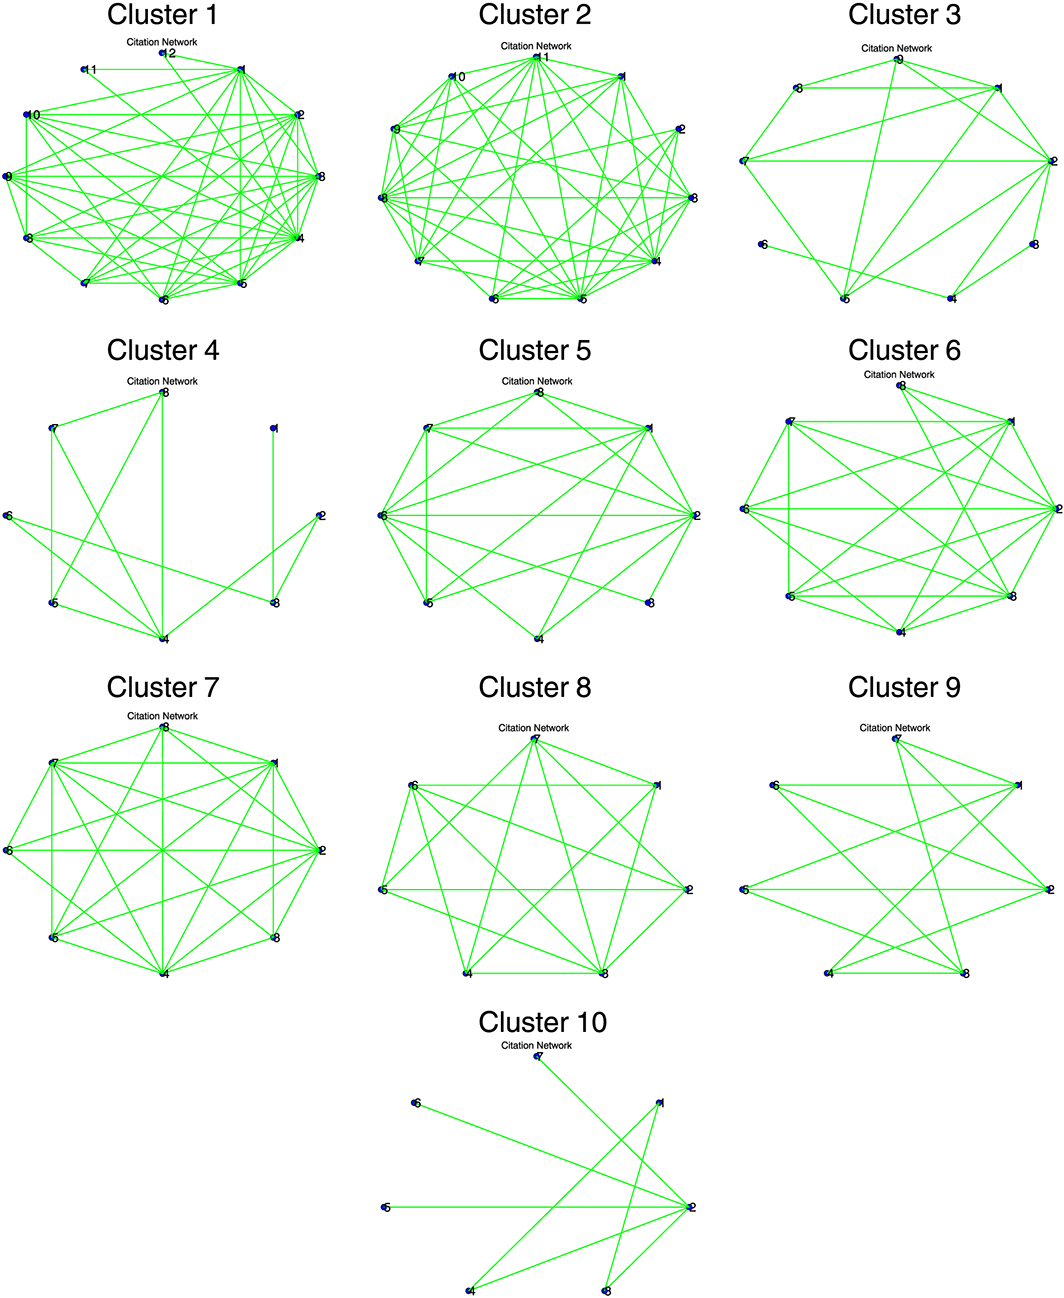 Cluster 1
Citation Network
12
11 1
10 2
9 3
8 4
7 5
6
Cluster 2
Citation Network
11
10 1
9 2
8 3
7 4
6 5
Cluster 3
Citation Network
9
8 1
7 2
6 3
5 4
Cluster 4
Citation Network
8
7 1
6 2
5 3
4
Cluster 5
Citation Network
8
7 1
6 2
5 3
4
Cluster 6
Citation Network
8
7 1
6 2
5 3
4
Cluster 7
Citation Network
8
7 1
6 2
5 3
4
Cluster 8
Citation Network
7
6 1
5 2
4 3
Cluster 9
Citation Network
7
6 1
5 2
4 3
Cluster 10
Citation Network
7
6 1
5 2
4 3